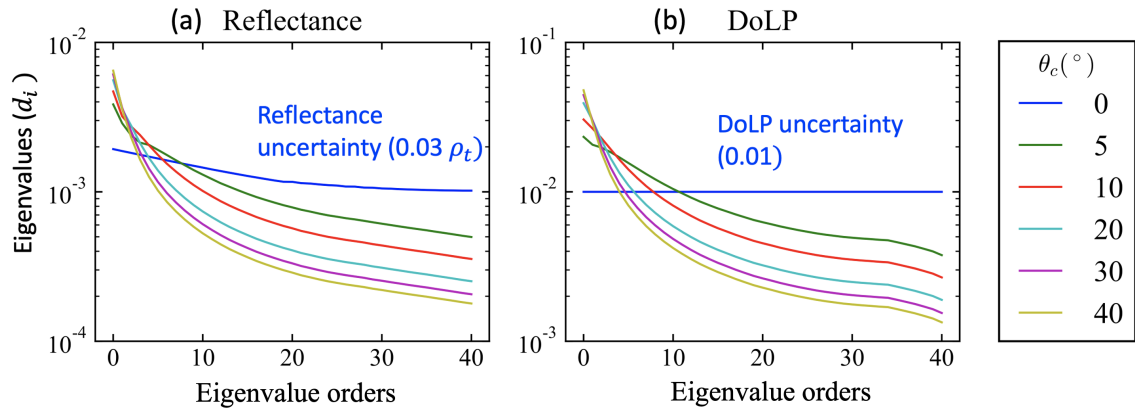 (a) Reflectance
(b) DoLP
Eigenvalues (d_i)
10^-2
10^-3
10^-4
Reflectance
uncertainty (0.03 ρ_t)
0
10
20
30
40
Eigenvalue orders
10^-1
10^-2
10^-3
DoLP uncertainty
(0.01)
0
10
20
30
40
Eigenvalue orders
θ_c(°)
0
5
10
20
30
40